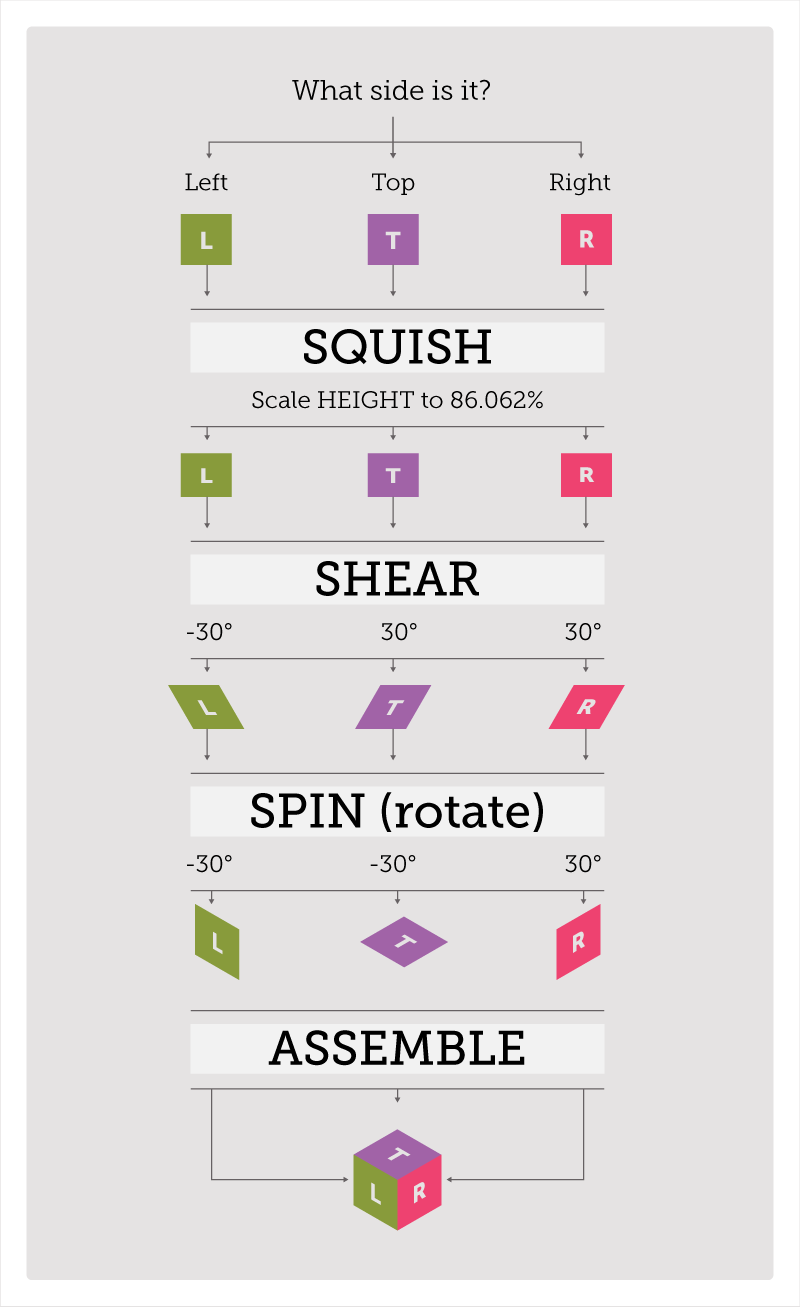 What side is it?
Left Top Right
L T R
SQUISH
Scale HEIGHT to 86.062%
L T R
SHEAR
-30° 30° 30°
L T R
SPIN (rotate)
-30° -30° 30°
L T R
ASSEMBLE
T
L R